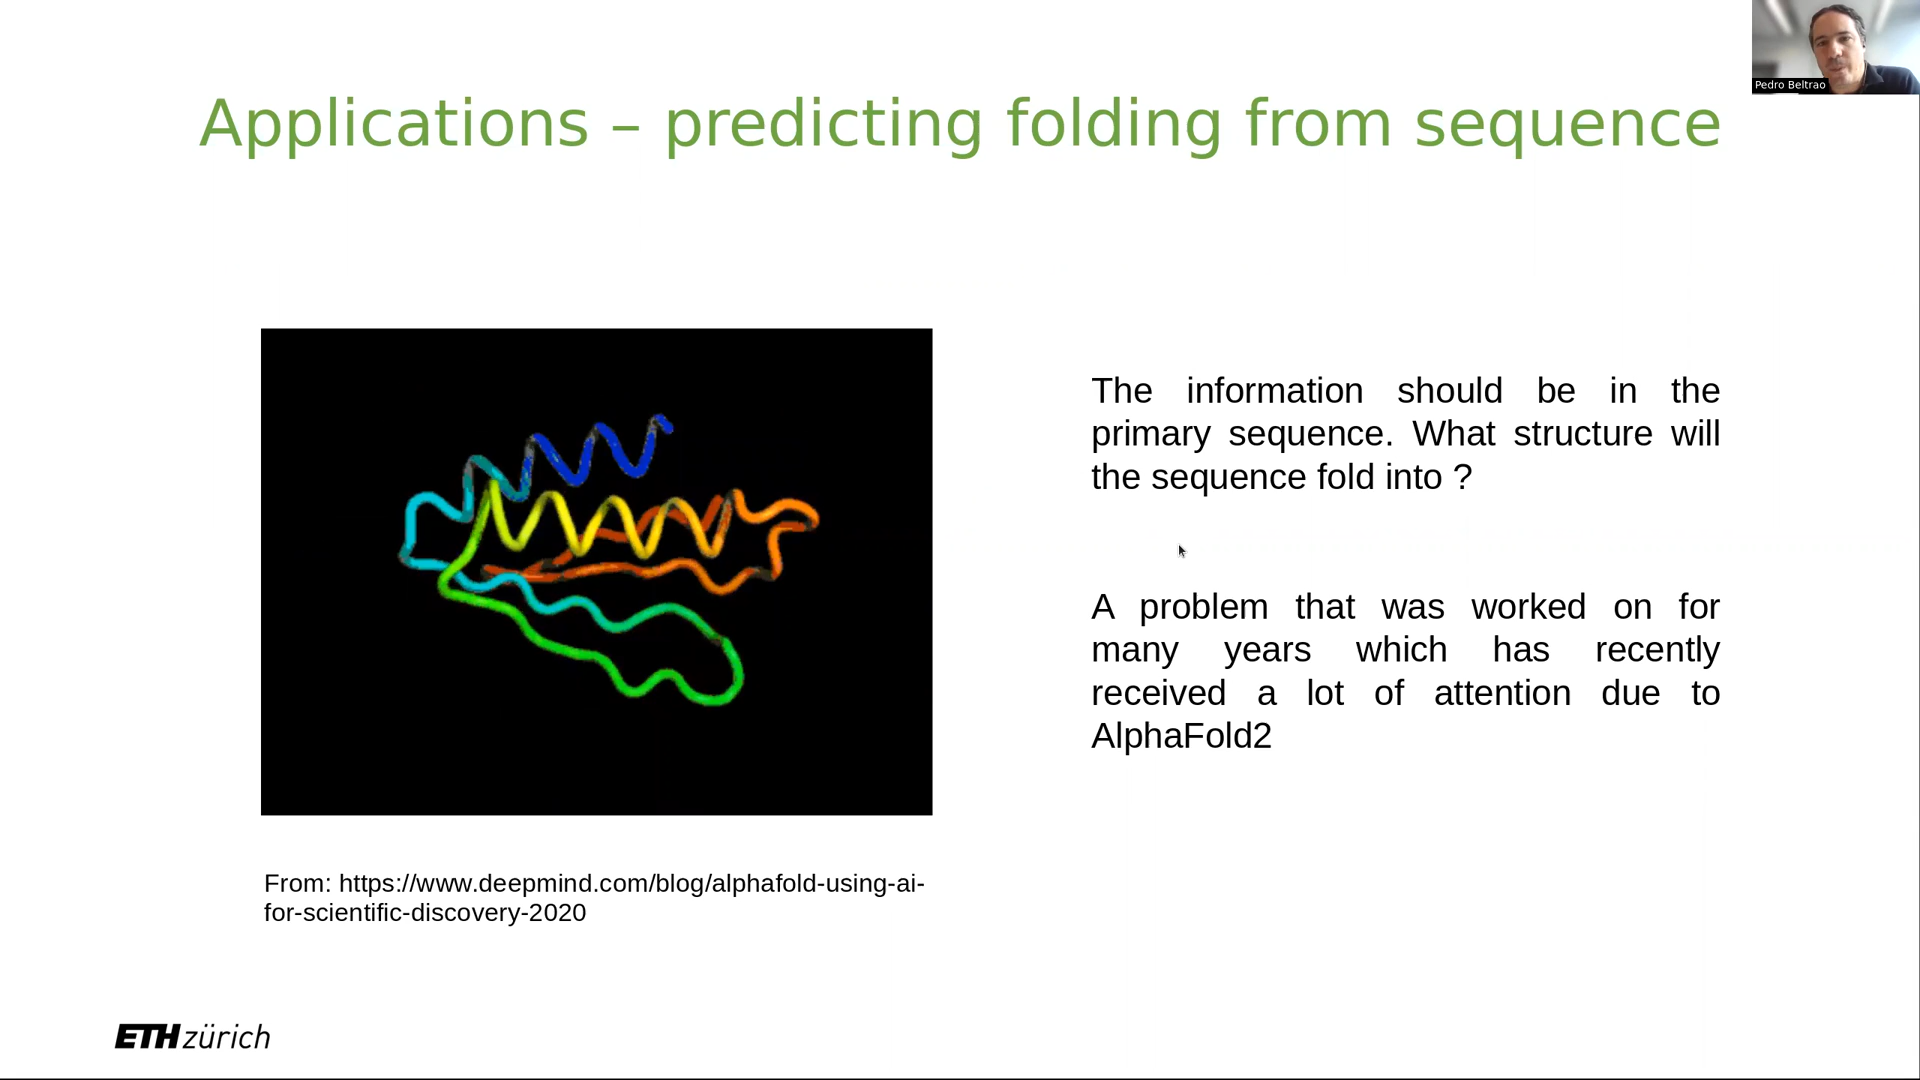 Pedro Beltrao
Applications – predicting folding from sequence
The information should be in the
primary sequence. What structure will
the sequence fold into ?
A problem that was worked on for
many years which has recently
received a lot of attention due to
AlphaFold2
From: https://www.deepmind.com/blog/alphafold-using-ai-
for-scientific-discovery-2020
ETH zürich